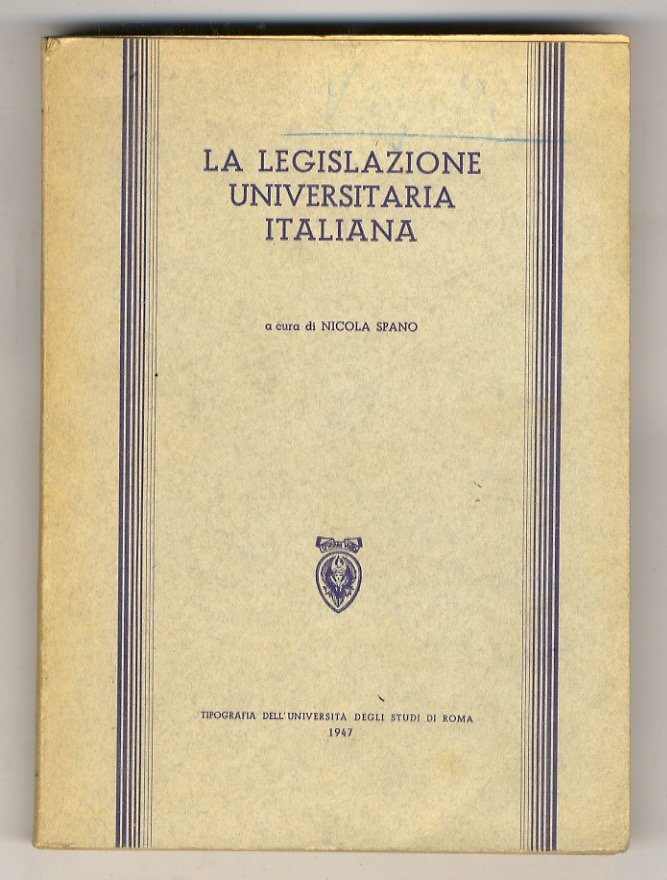 LA LEGISLAZIONE
UNIVERSITARIA
ITALIANA
a cura di NICOLA SPANO
TIPOGRAFIA DELL'UNIVERSITÀ DEGLI STUDI DI ROMA
1947